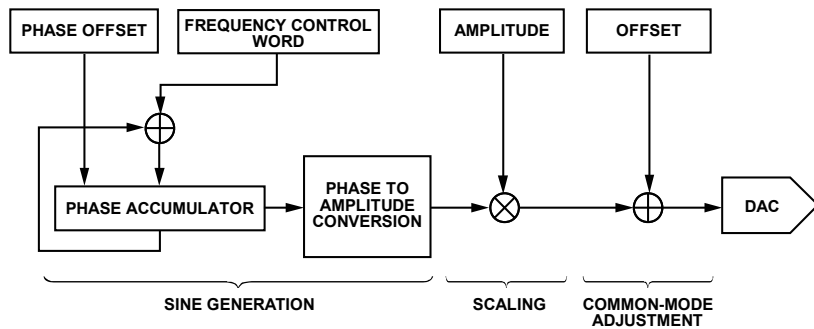 PHASE OFFSET
FREQUENCY CONTROL
WORD
AMPLITUDE
OFFSET
PHASE ACCUMULATOR
PHASE TO
AMPLITUDE
CONVERSION
DAC
SINE GENERATION
SCALING
COMMON-MODE
ADJUSTMENT